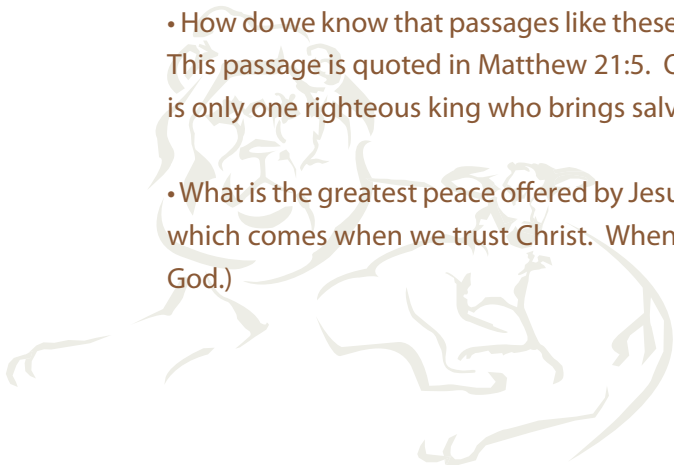 • How do we know that passages like these
This passage is quoted in Matthew 21:5. 
is only one righteous king who brings
• What is the greatest peace offered by
which comes when we trust Christ. When
God.)